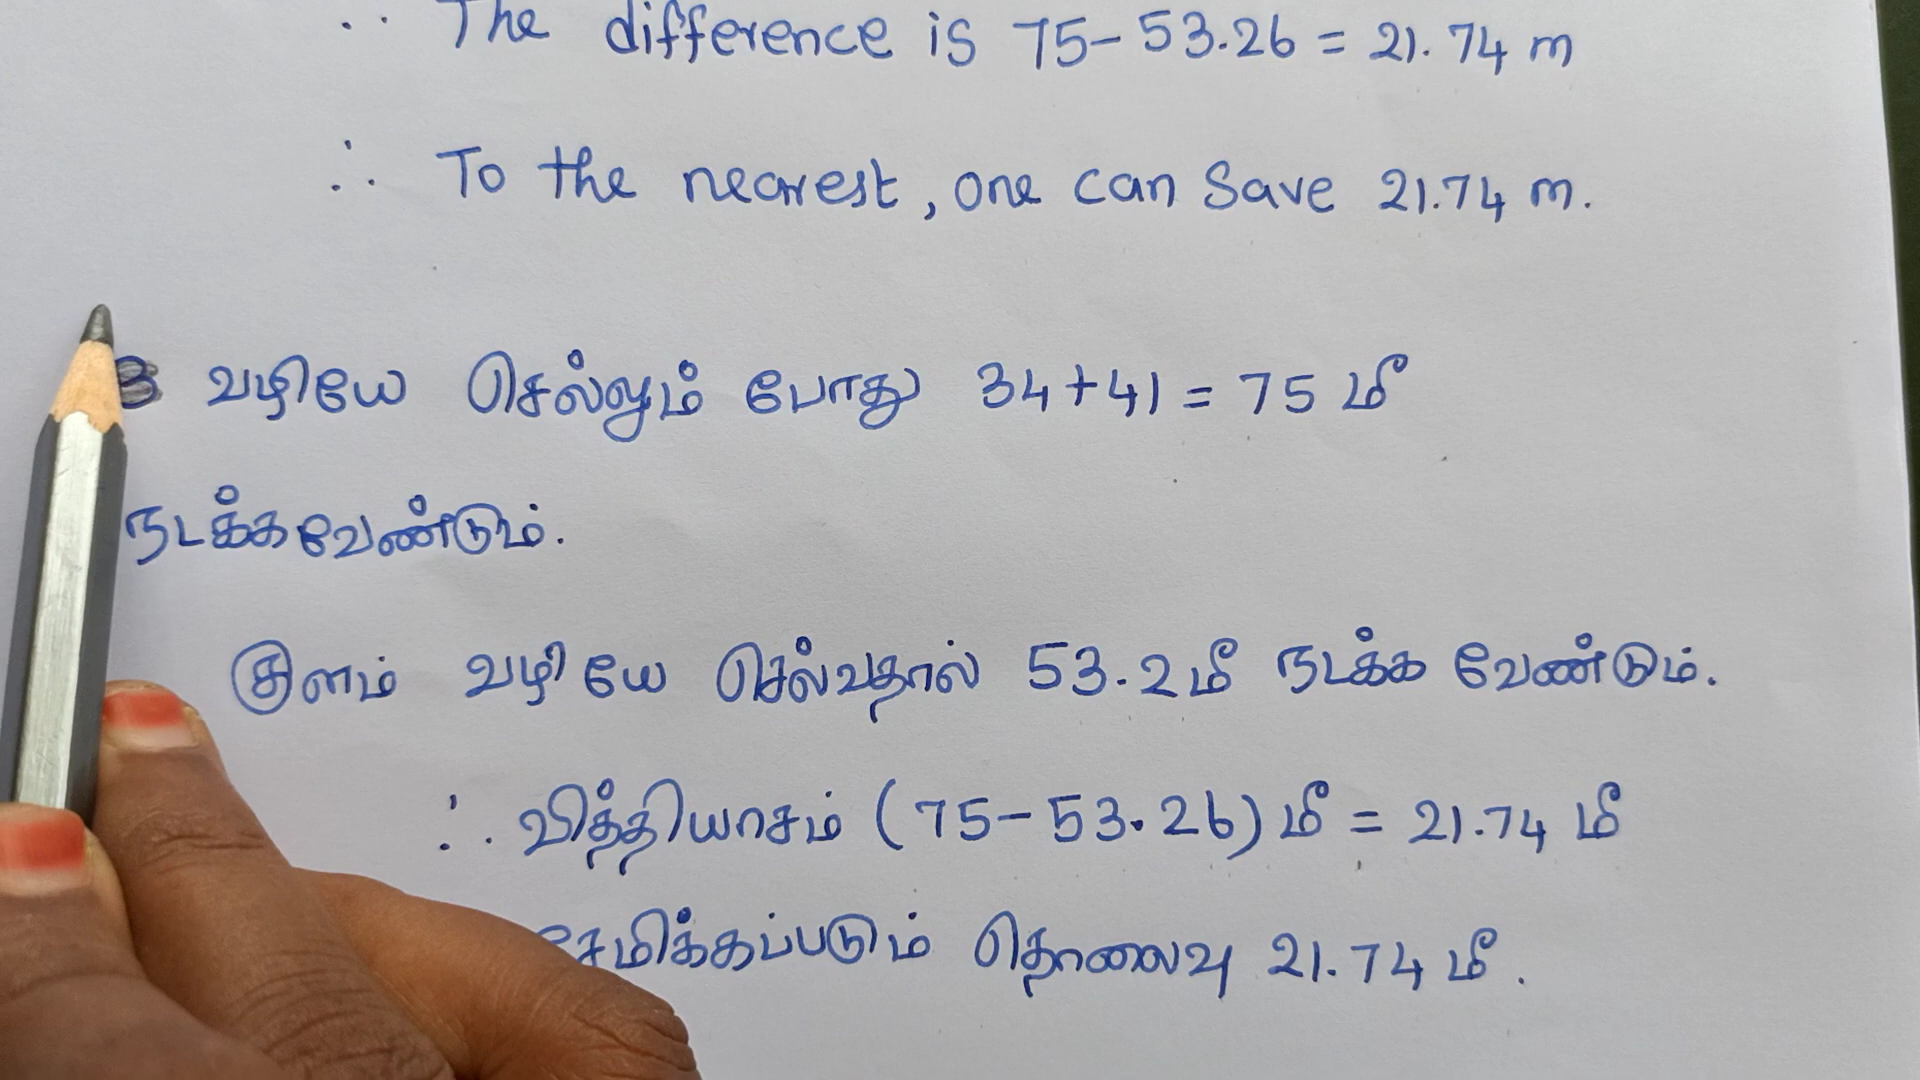 ∴ The difference is 75-53.26 = 21.74 m
∴ To the nearest, one can save 21.74 m.
வழியே செல்லும் போது 34+41 = 75 மீ
நடக்கவேண்டும்.
குளம் வழியே செல்வதால் 53.2மீ நடக்க வேண்டும்.
∴ வித்தியாசம் (75-53.26) மீ = 21.74 மீ
சேமிக்கப்படும் தொலைவு 21.74 மீ.